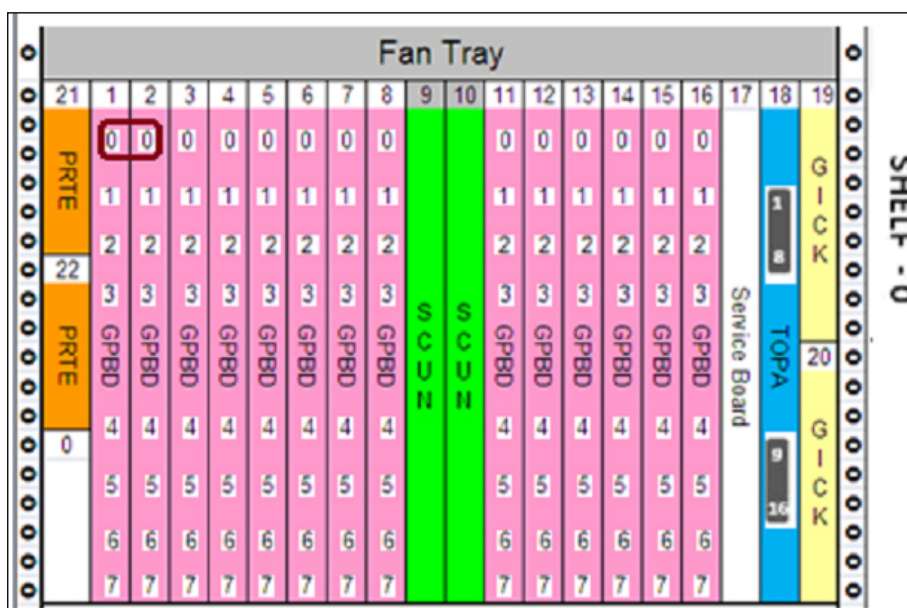 Fan Tray
21 1 2 3 4 5 6 7 8 9 10 11 12 13 14 15 16 17 18 19
0 0 0 0 0 0 0 0 0 0 0 0 0 0
PRTE
1 1 1 1 1 1 1 1 1 1 1 1 1 1 1
GICK
2 2 2 2 2 2 2 2 2 2 2 2 2 2 8
22
3 3 3 3 3 3 3 3 3 3 3 3 3 3
PRTE GPBD GPBD GPBD GPBD GPBD GPBD GPBD GPBD SCUN SCUN GPBD GPBD GPBD GPBD GPBD GPBD Service Board TOPA
20
0 4 4 4 4 4 4 4 4 4 4 4 4 4 4
9
GICK
5 5 5 5 5 5 5 5 5 5 5 5 5 5 16
6 6 6 6 6 6 6 6 6 6 6 6 6 6
7 7 7 7 7 7 7 7 7 7 7 7 7 7
SHELF - 0